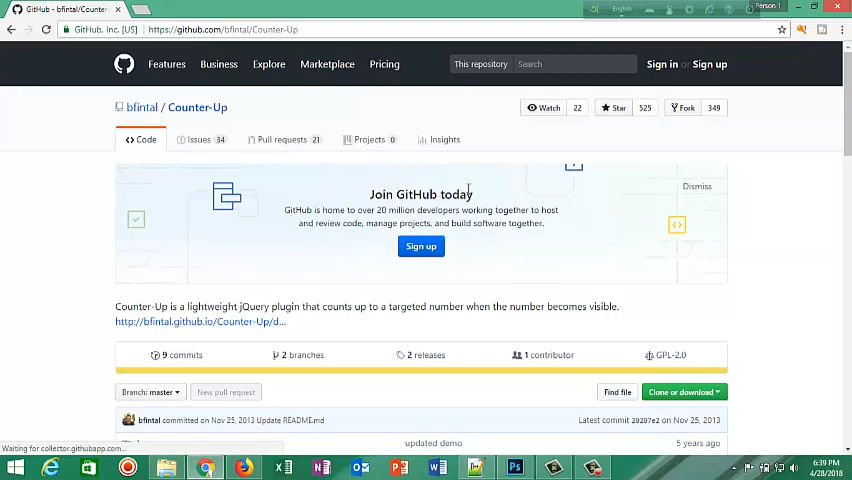 GitHub - bfintal/Counter-
Person 1
English
GitHub, Inc. [US]
https://github.com/bfintal/Counter-Up
Features
Business
Explore
Marketplace
Pricing
This repository
Search
Sign in or Sign up
bfintal / Counter-Up
Watch 22
Star 525
Fork 349
<> Code
Issues 34
Pull requests 21
Projects 0
Insights
Join GitHub today
Dismiss
GitHub is home to over 20 million developers working together to host
and review code, manage projects, and build software together.
Sign up
Counter-Up is a lightweight jQuery plugin that counts up to a targeted number when the number becomes visible.
http://bfintal.github.io/Counter-Up/d...
9 commits
2 branches
2 releases
1 contributor
GPL-2.0
Branch: master
New pull request
Find file
Clone or download
bfintal committed on Nov 25, 2013 Update README.md
Latest commit 20207e2 on Nov 25, 2013
updated demo
5 years ago
Waiting for collector.githubapp.com...
6:39 PM
4/28/2018